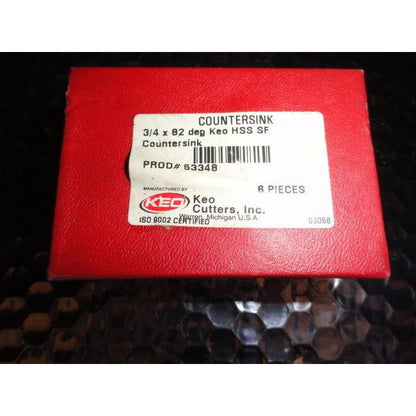 COUNTERSINK
3/4 x 82 deg Keo HSS SF
Countersink
PROD# 53348
MANUFACTURED BY
6 PIECES
KEO
Keo
Cutters, Inc.
Warren, Michigan U.S.A.
ISO 9002 CERTIFIED
03056